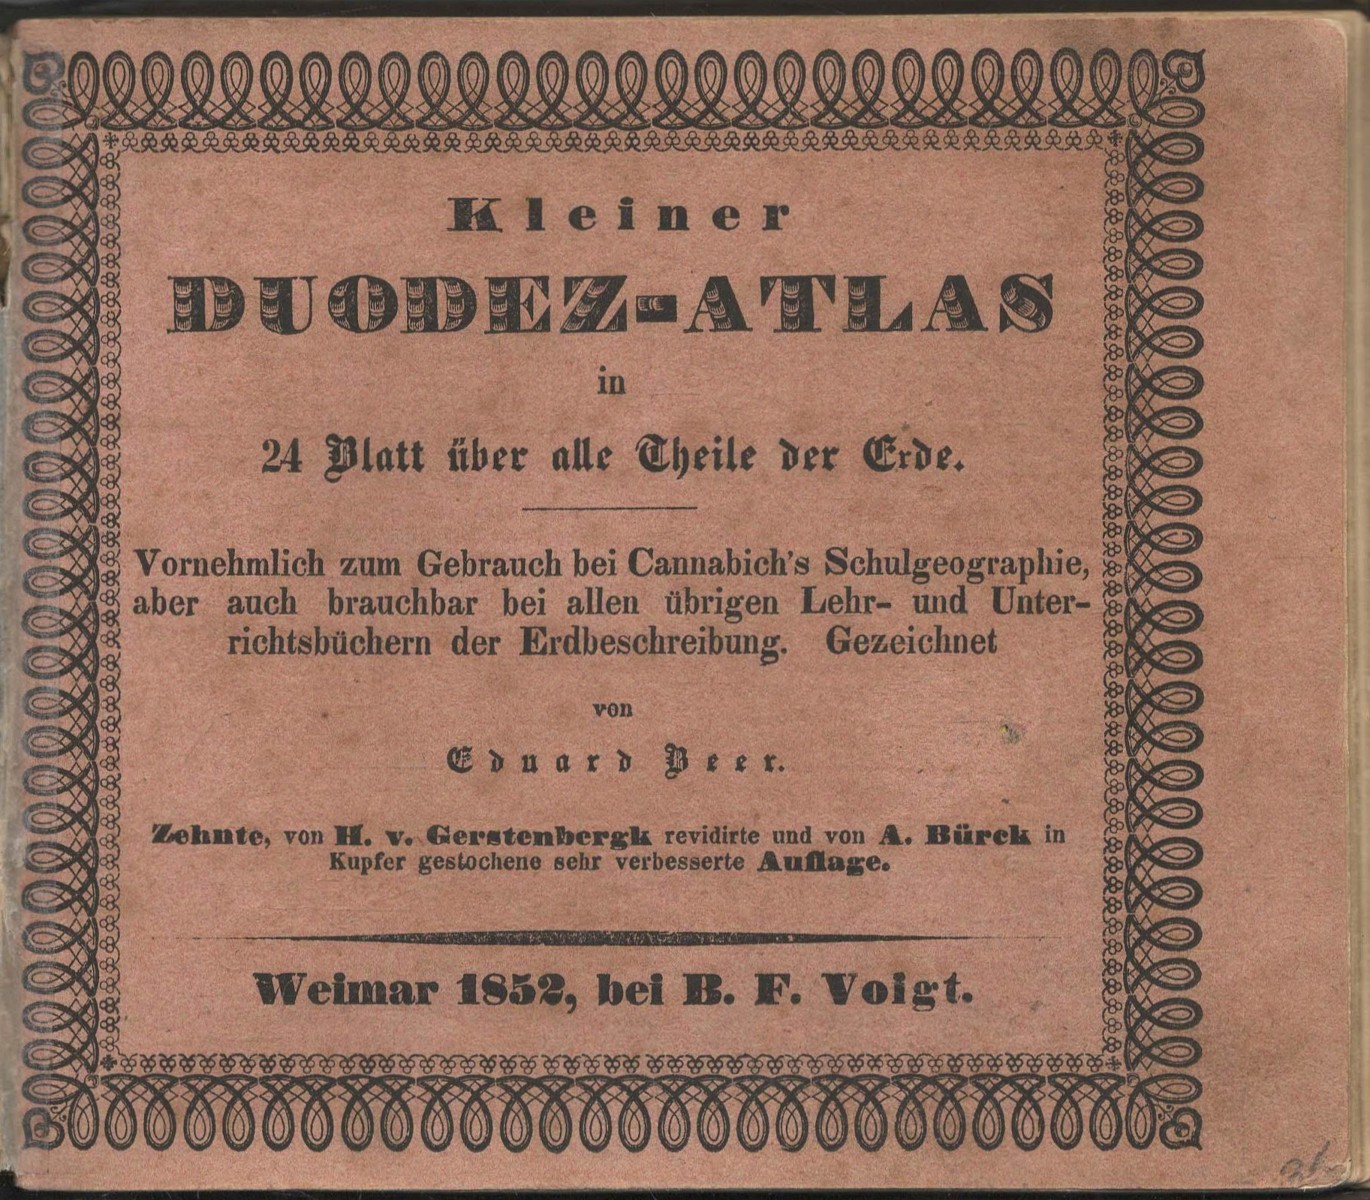 Kleiner
DUODEZ-ATLAS
in
24 Blatt über alle Theile der Erde.
Vornehmlich zum Gebrauch bei Cannabich's Schulgeographie,
aber auch brauchbar bei allen übrigen Lehr- und Unter-
richtsbüchern der Erdbeschreibung. Gezeichnet
von
Eduard Beer.
Zehnte, von H. v. Gerstenbergk revidirte und von A. Bürck in
Kupfer gestochene sehr verbesserte Auflage.
Weimar 1852, bei B. F. Voigt.